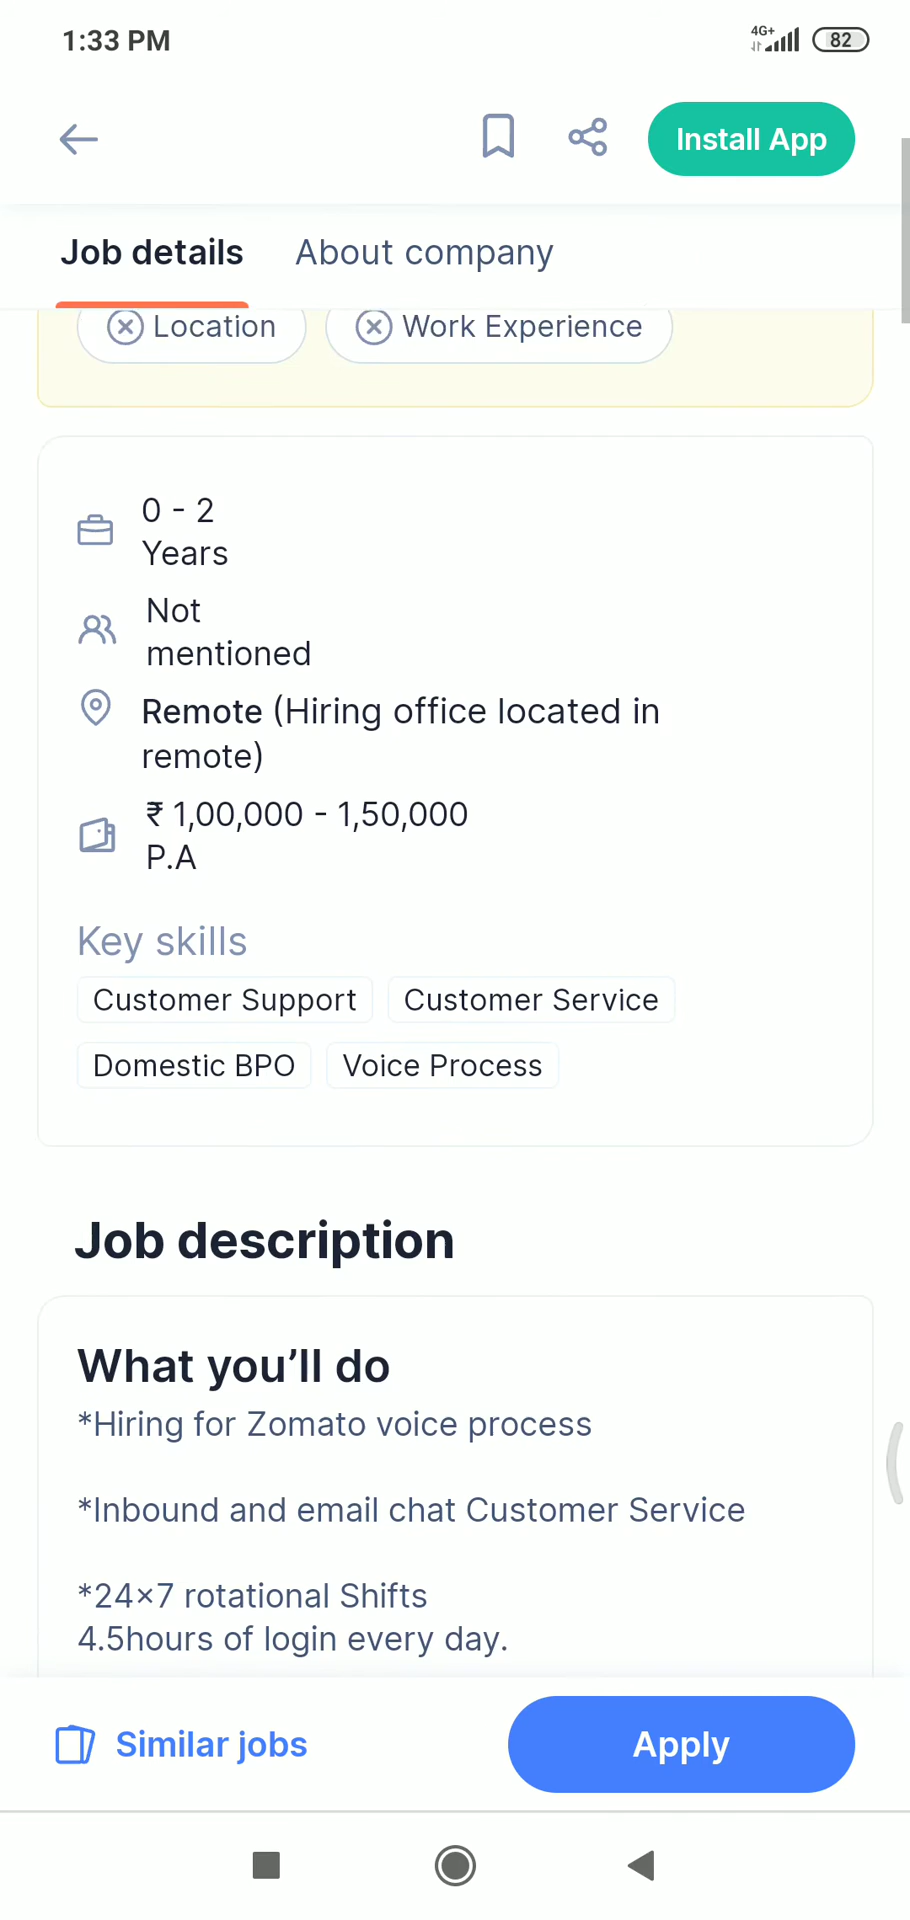 1:33 PM
4G+
82
Install App
Job details
About company
Location
Work Experience
0 - 2
Years
Not
mentioned
Remote (Hiring office located in
remote)
₹ 1,00,000 - 1,50,000
P.A
Key skills
Customer Support
Customer Service
Domestic BPO
Voice Process
Job description
What you’ll do
*Hiring for Zomato voice process
*Inbound and email chat Customer Service
*24×7 rotational Shifts
4.5hours of login every day.
Similar jobs
Apply